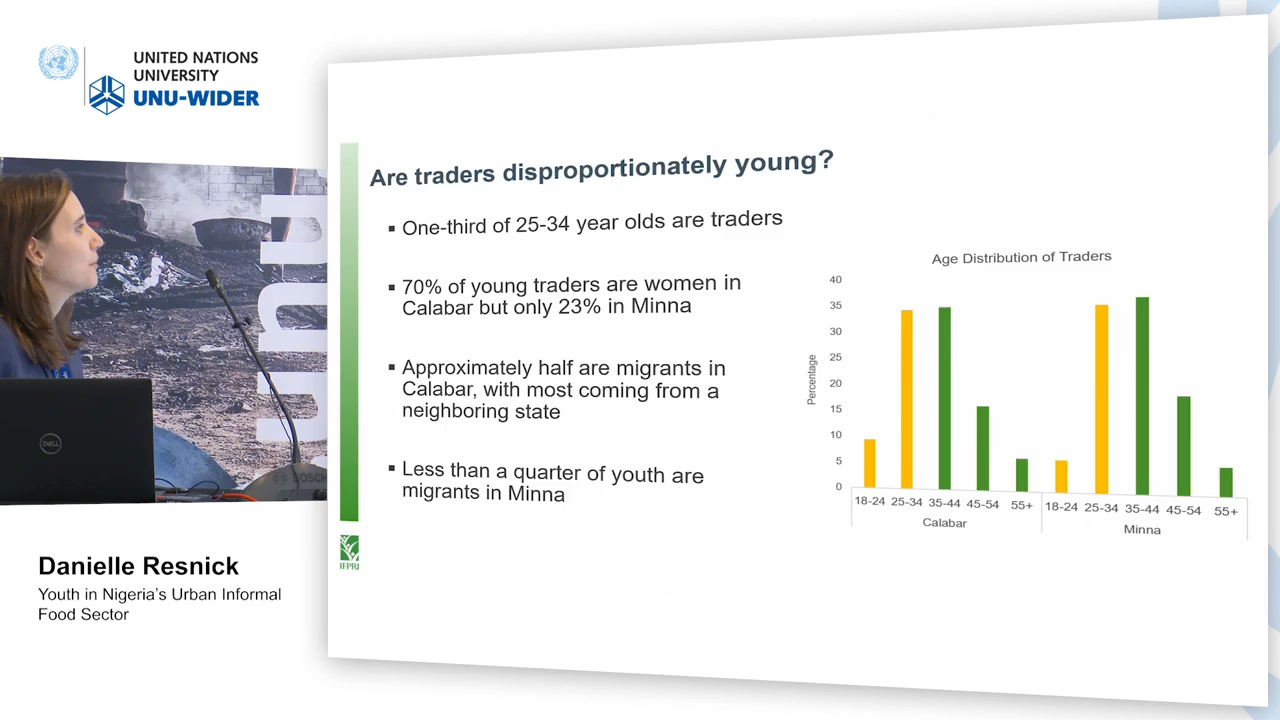 UNITED NATIONS
UNIVERSITY
UNU-WIDER
unu
DELL
BOSCH
Danielle Resnick
Youth in Nigeria's Urban Informal
Food Sector
Are traders disproportionately young?
▪ One-third of 25-34 year olds are traders
▪ 70% of young traders are women in
Calabar but only 23% in Minna
▪ Approximately half are migrants in
Calabar, with most coming from a
neighboring state
▪ Less than a quarter of youth are
migrants in Minna
IFPRI
Age Distribution of Traders
Percentage
40
35
30
25
20
15
10
5
0
18-24 25-34 35-44 45-54 55+ 18-24 25-34 35-44 45-54 55+
Calabar Minna